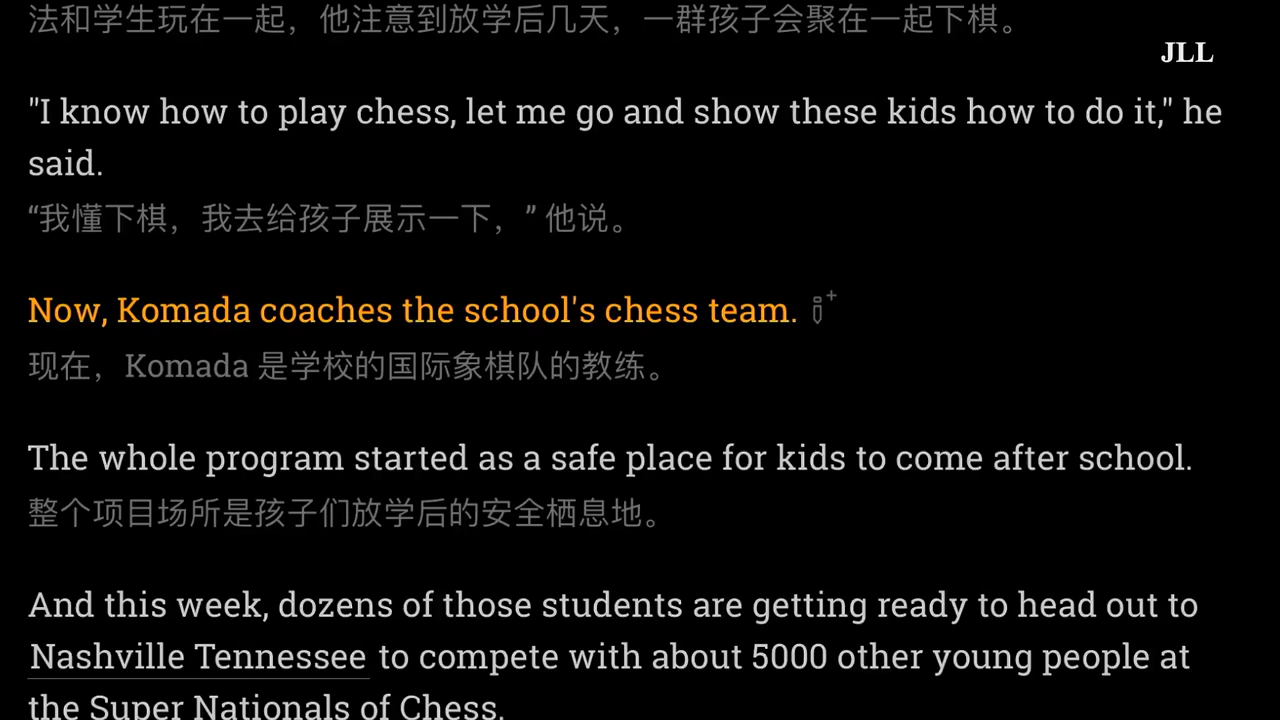 法和学生玩在一起，他注意到放学后几天，一群孩子会聚在一起下棋。
JLL
"I know how to play chess, let me go and show these kids how to do it," he
said.
“我懂下棋，我去给孩子展示一下，” 他说。
Now, Komada coaches the school's chess team.
现在，Komada 是学校的国际象棋队的教练。
The whole program started as a safe place for kids to come after school.
整个项目场所是孩子们放学后的安全栖息地。
And this week, dozens of those students are getting ready to head out to
Nashville Tennessee to compete with about 5000 other young people at
the Super Nationals of Chess.